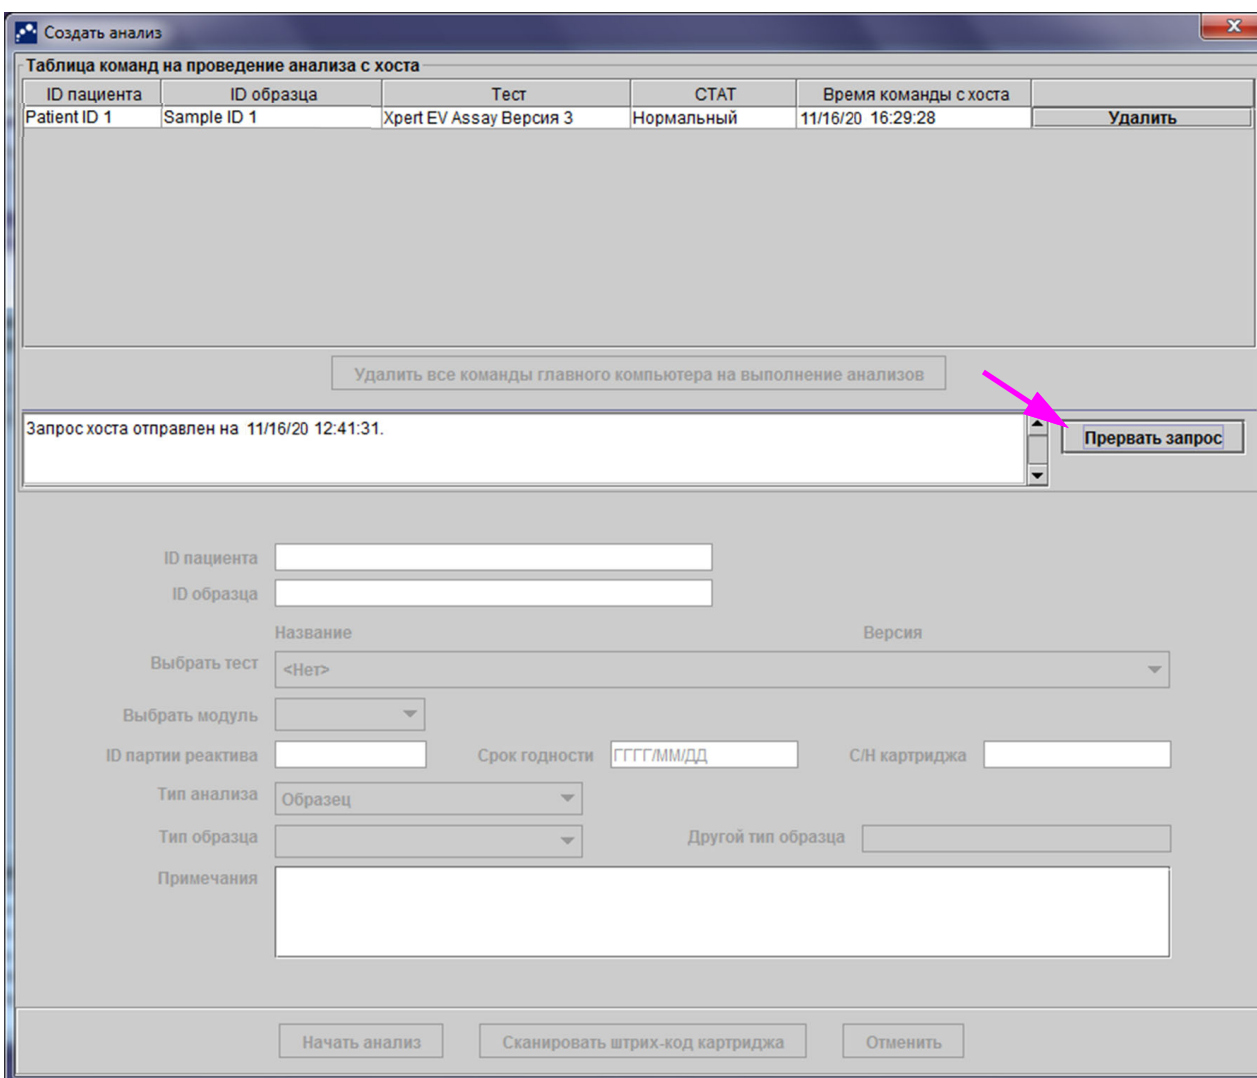 Создать анализ
Таблица команд на проведение анализа с хоста
ID пациента ID образца Тест СТАТ Время команды с хоста
Patient ID 1 Sample ID 1 Xpert EV Assay Версия 3 Нормальный 11/16/20 16:29:28 Удалить
Удалить все команды главного компьютера на выполнение анализов
Запрос хоста отправлен на 11/16/20 12:41:31.
Прервать запрос
ID пациента
ID образца
Название Версия
Выбрать тест <Нет>
Выбрать модуль
ID партии реактива Срок годности ГГГГ/ММ/ДД С/Н картриджа
Тип анализа Образец
Тип образца Другой тип образца
Примечания
Начать анализ Сканировать штрих-код картриджа Отменить